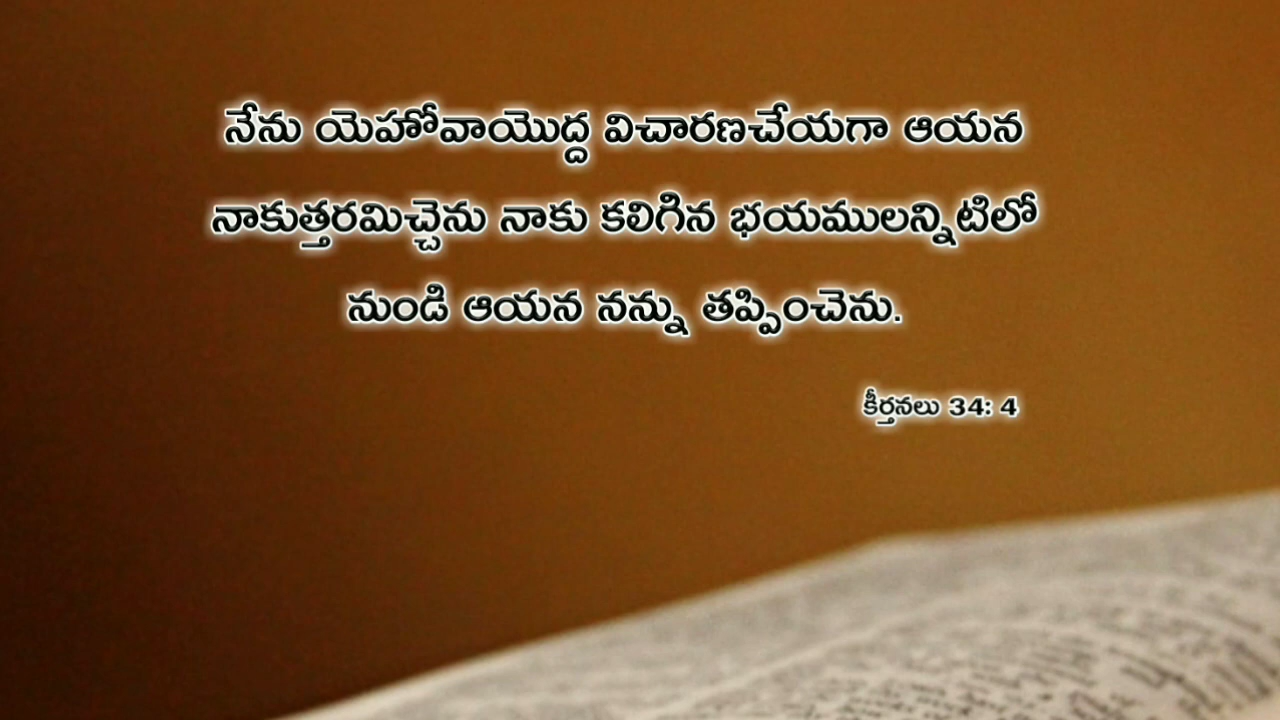 నేను యెహోవాయొద్ద విచారణచేయగా ఆయన
నాకుత్తరమిచ్చెను నాకు కలిగిన భయములన్నిటిలో
నుండి ఆయన నన్ను తప్పించెను.
కీర్తనలు 34: 4